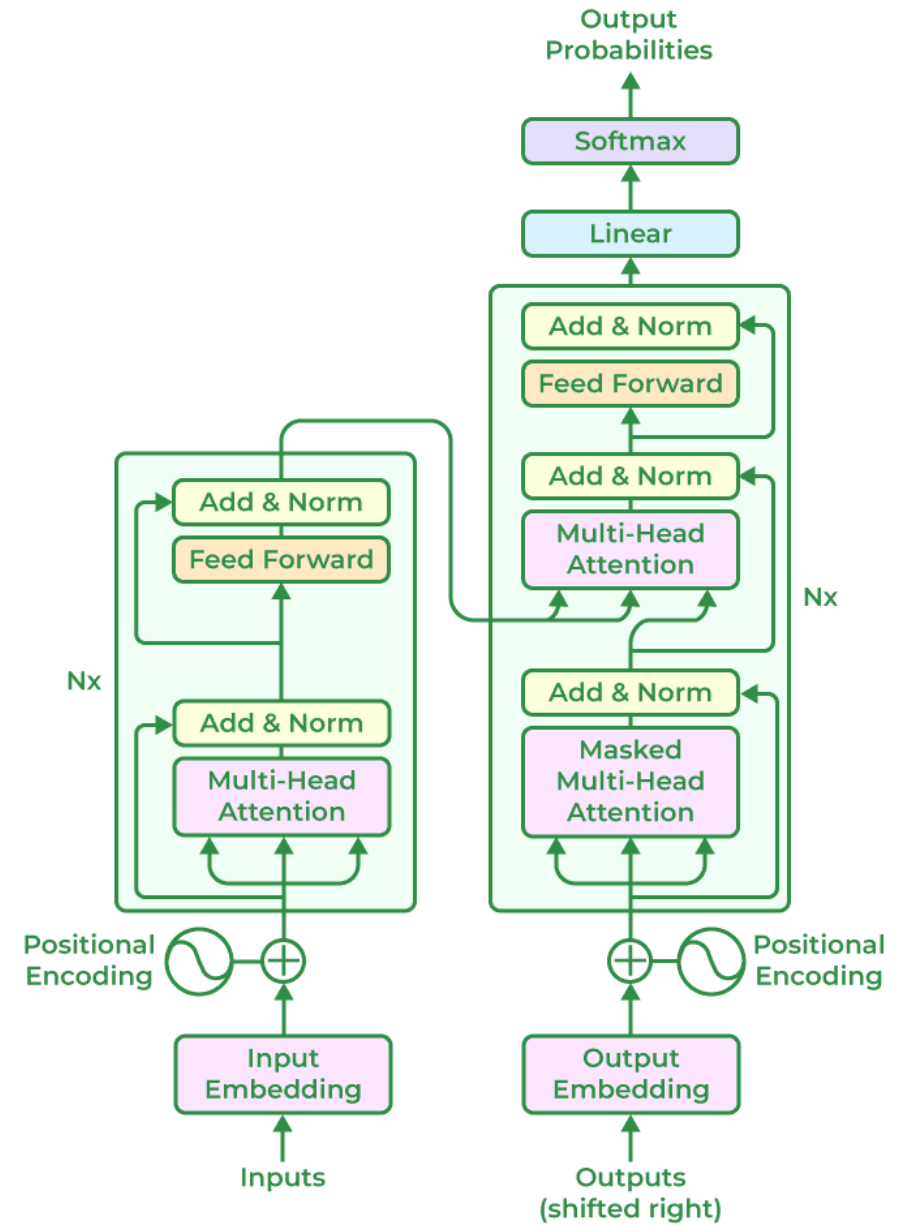 Output
Probabilities
Softmax
Linear
Add & Norm
Feed Forward
Add & Norm
Multi-Head
Attention
Nx
Add & Norm
Masked
Multi-Head
Attention
Add & Norm
Feed Forward
Nx
Add & Norm
Multi-Head
Attention
Positional
Encoding
Positional
Encoding
Input
Embedding
Output
Embedding
Inputs
Outputs
(shifted right)